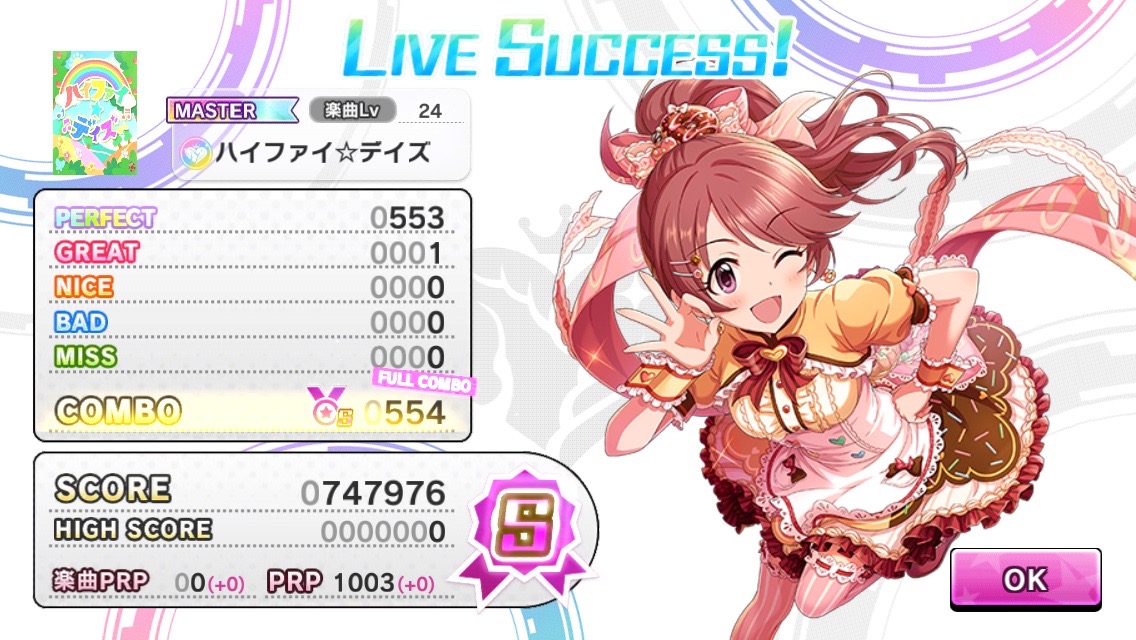 LIVE SUCCESS!
ハイファイ☆デイズ
MASTER 楽曲Lv 24
ハイファイ☆デイズ
PERFECT 0553
GREAT 0001
NICE 0000
BAD 0000
MISS 0000
FULL COMBO
COMBO 0554
SCORE 0747976
HIGH SCORE 00000000
S
楽曲PRP 00(+0) PRP 1003(+0)
OK